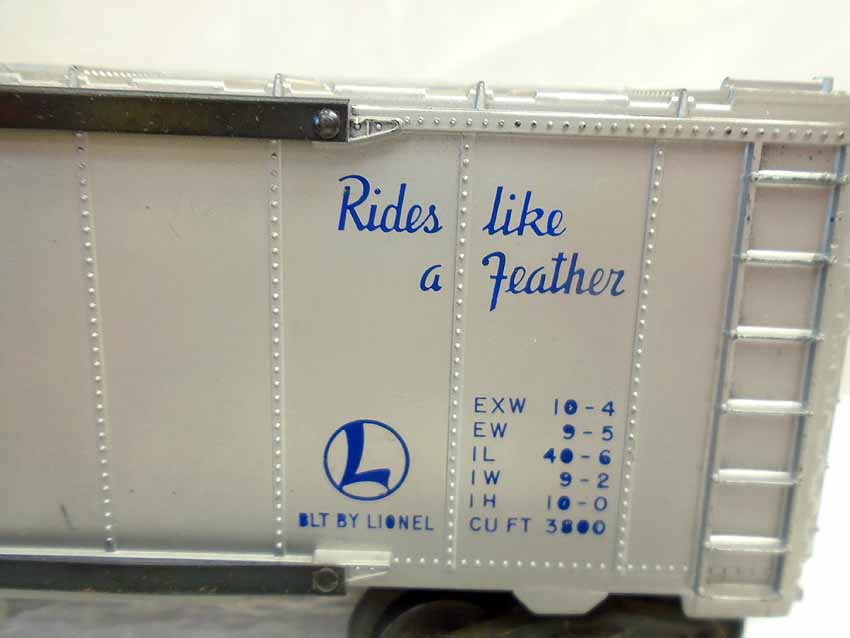 Rides like
a Feather
EXW 10-4
EW 9-5
IL 40-6
IW 9-2
IH 10-0
CU FT 3800
L
BLT BY LIONEL